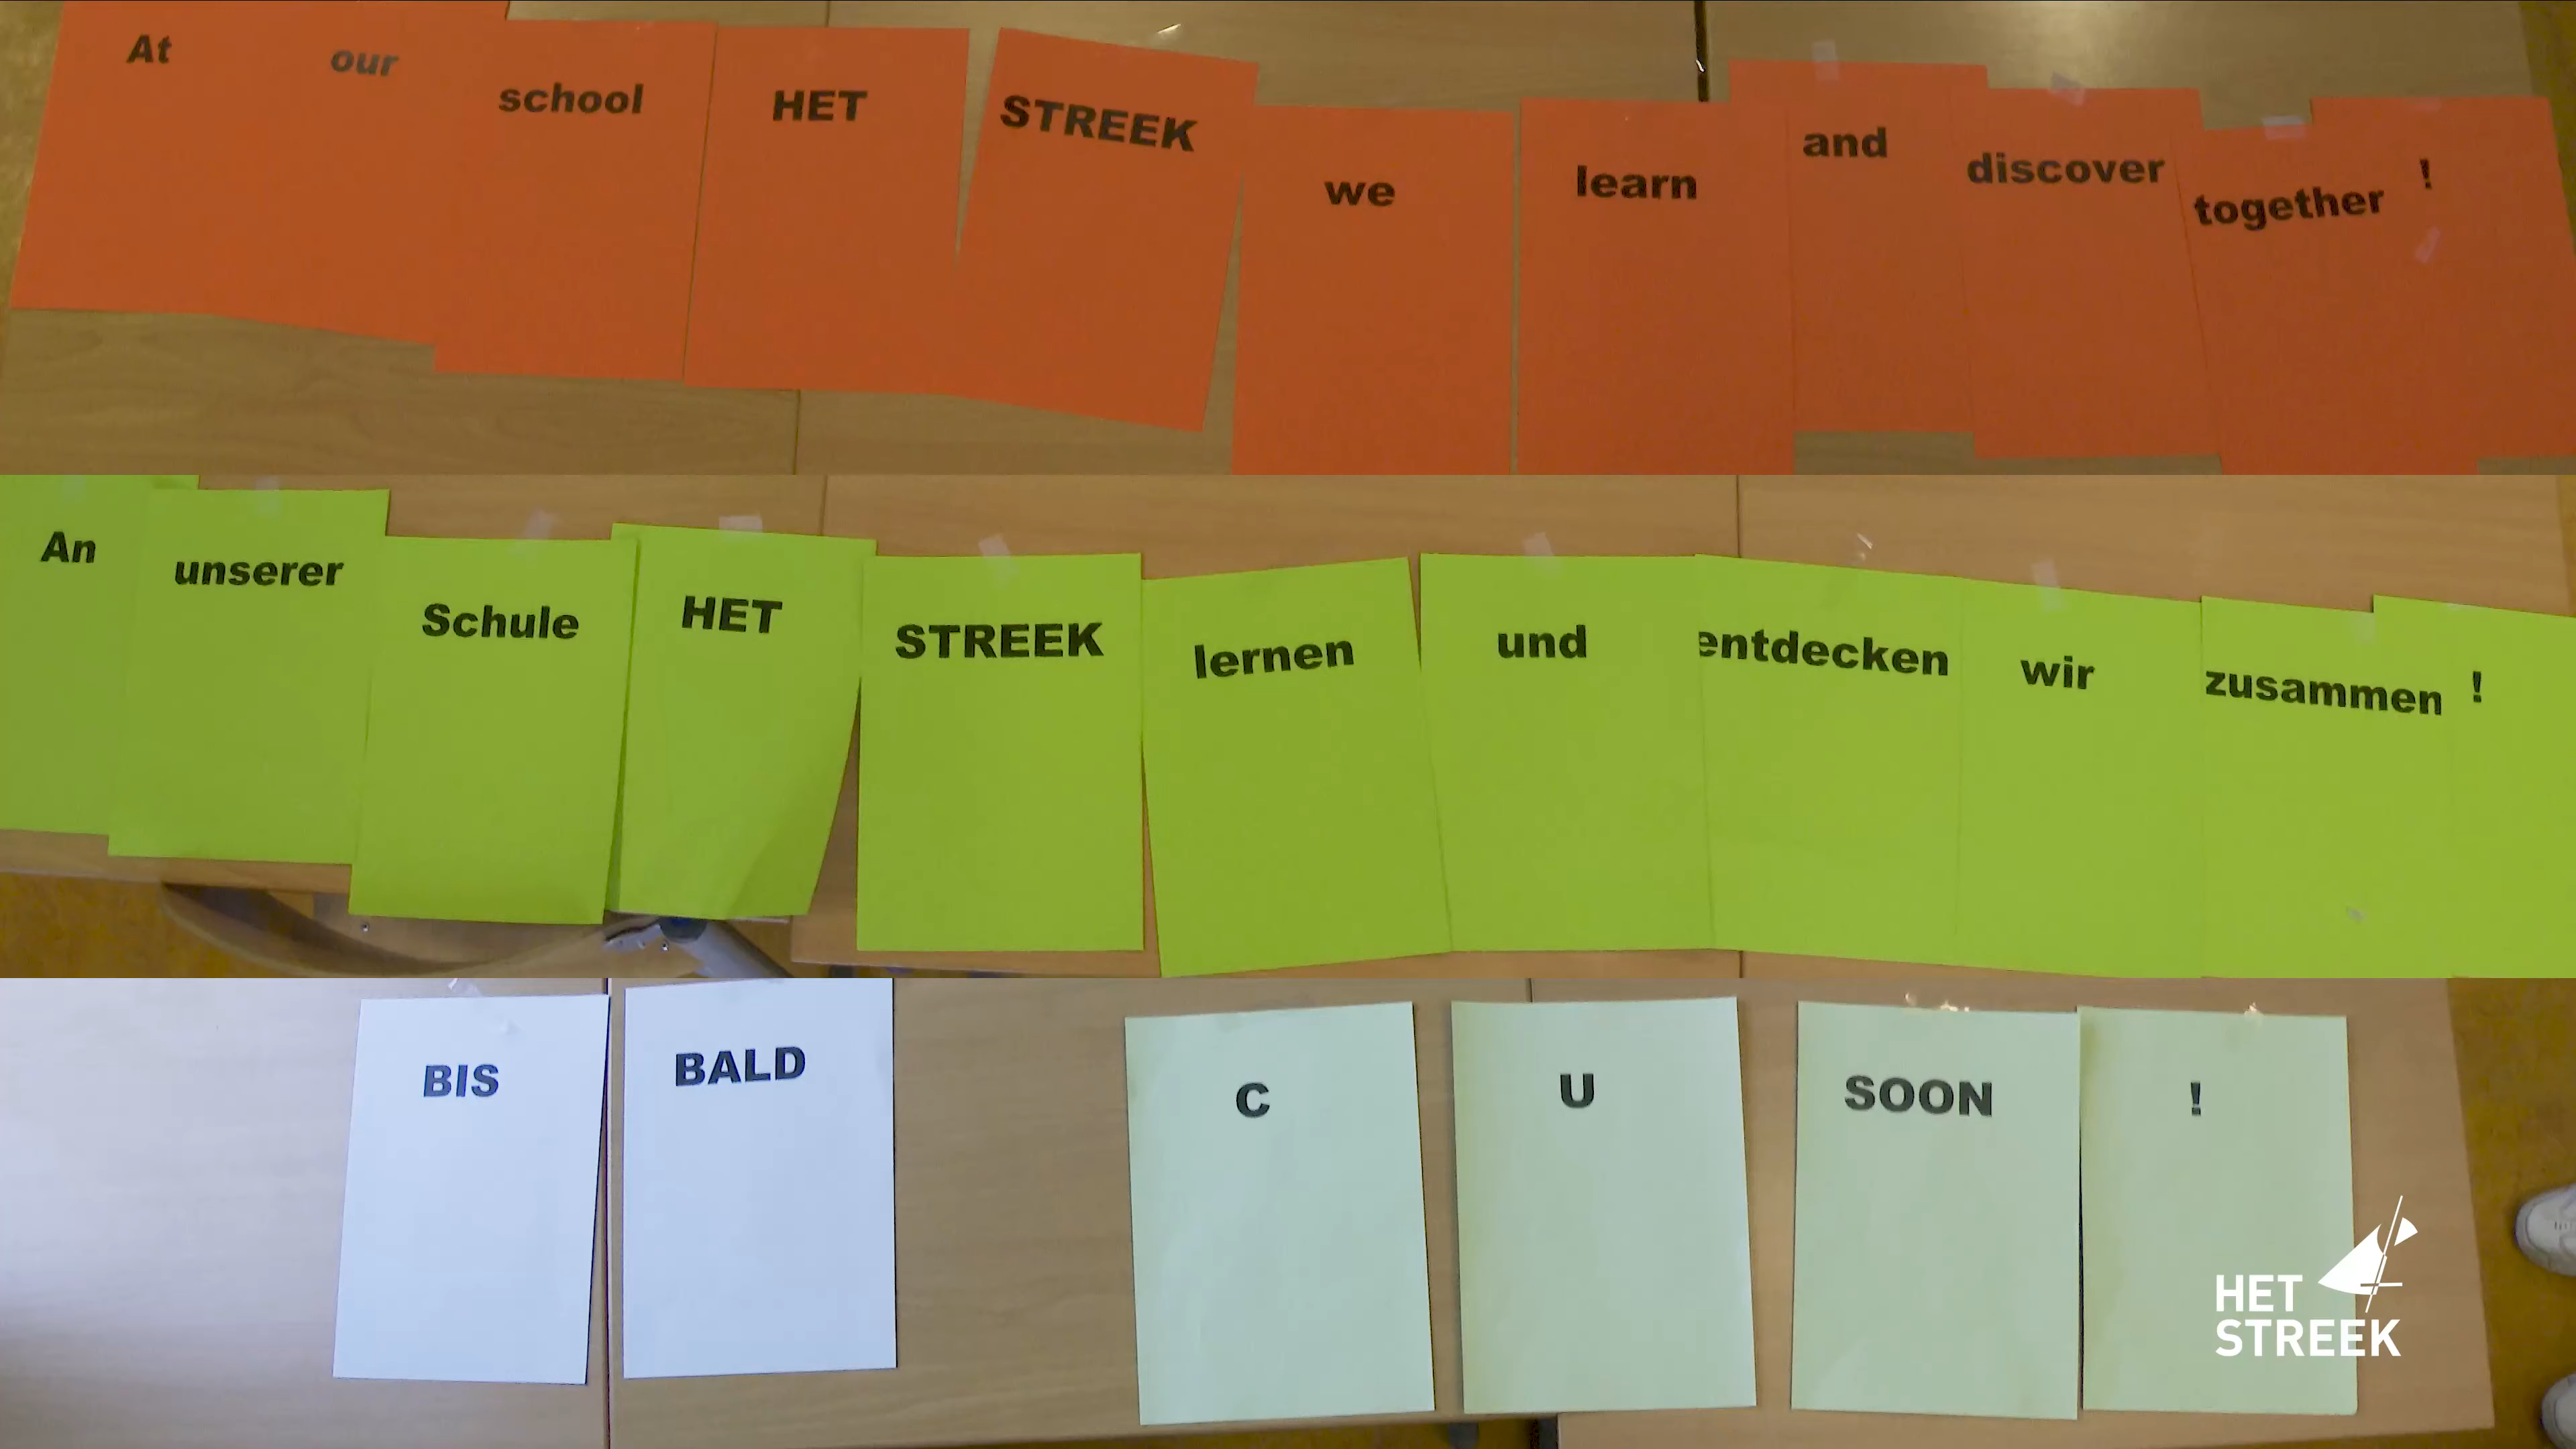 At our school HET STREEK we learn and discover together !
An unserer Schule HET STREEK lernen und entdecken wir zusammen !
BIS BALD C U SOON !
HET
STREEK